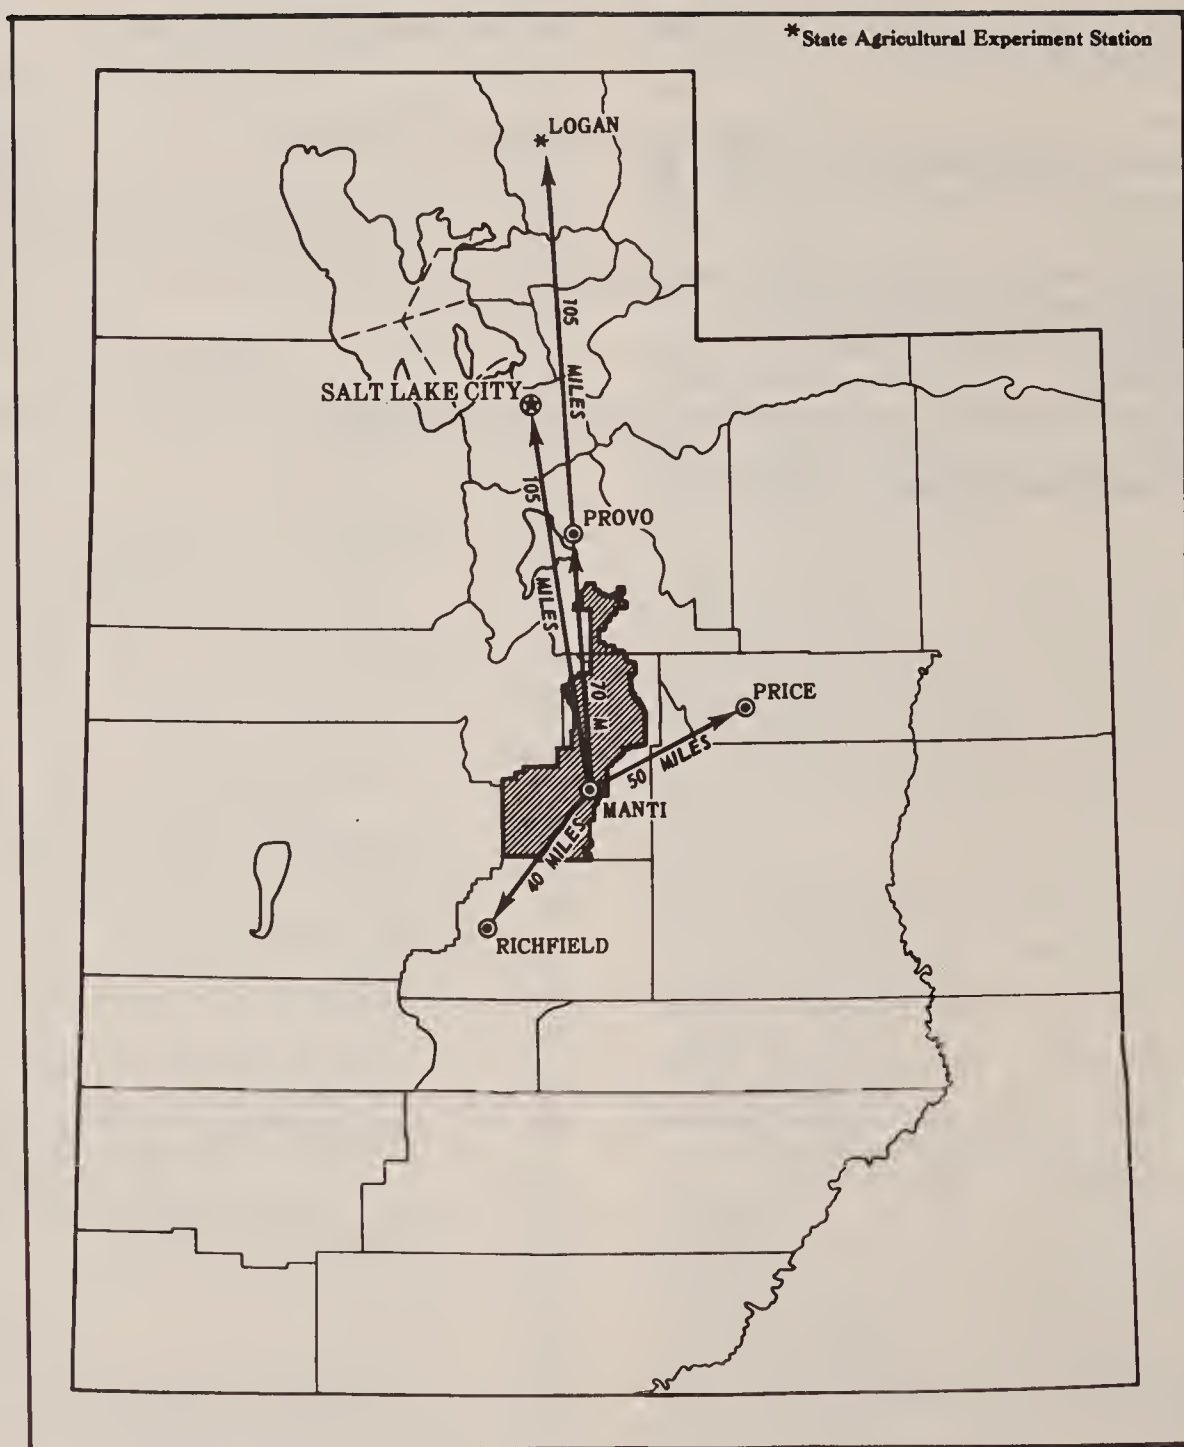 *State Agricultural Experiment Station
* LOGAN
105 MILES
SALT LAKE CITY
105 MILES
PROVO
70 M
PRICE
50 MILES
MANTI
40 MILES
RICHFIELD